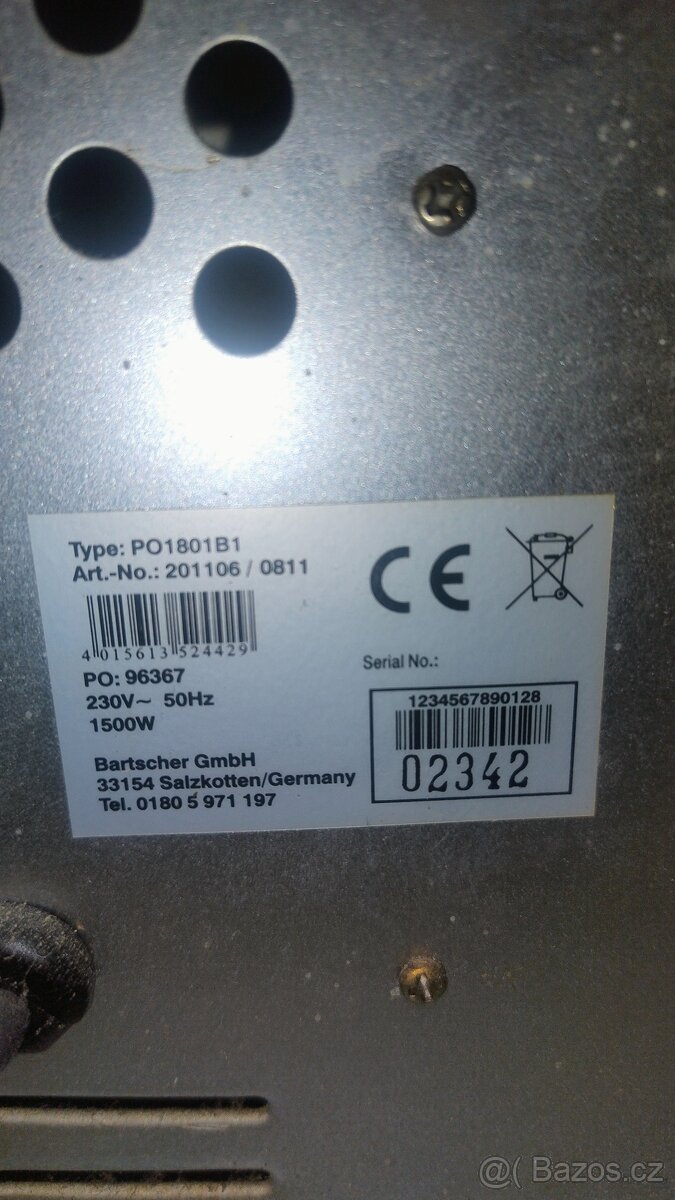 Type: PO1801B1
Art.-No.: 201106 / 0811
4 015613 524429
PO: 96367
230V~ 50Hz
1500W
Bartscher GmbH
33154 Salzkotten/Germany
Tel. 0180 5 971 197
CE
Serial No.:
1234567890128
02342
@( Bazos.cz